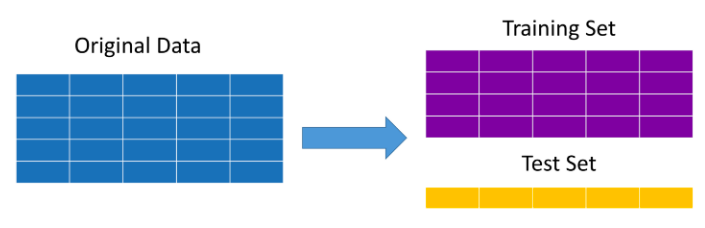 Original Data
Training Set
Test Set